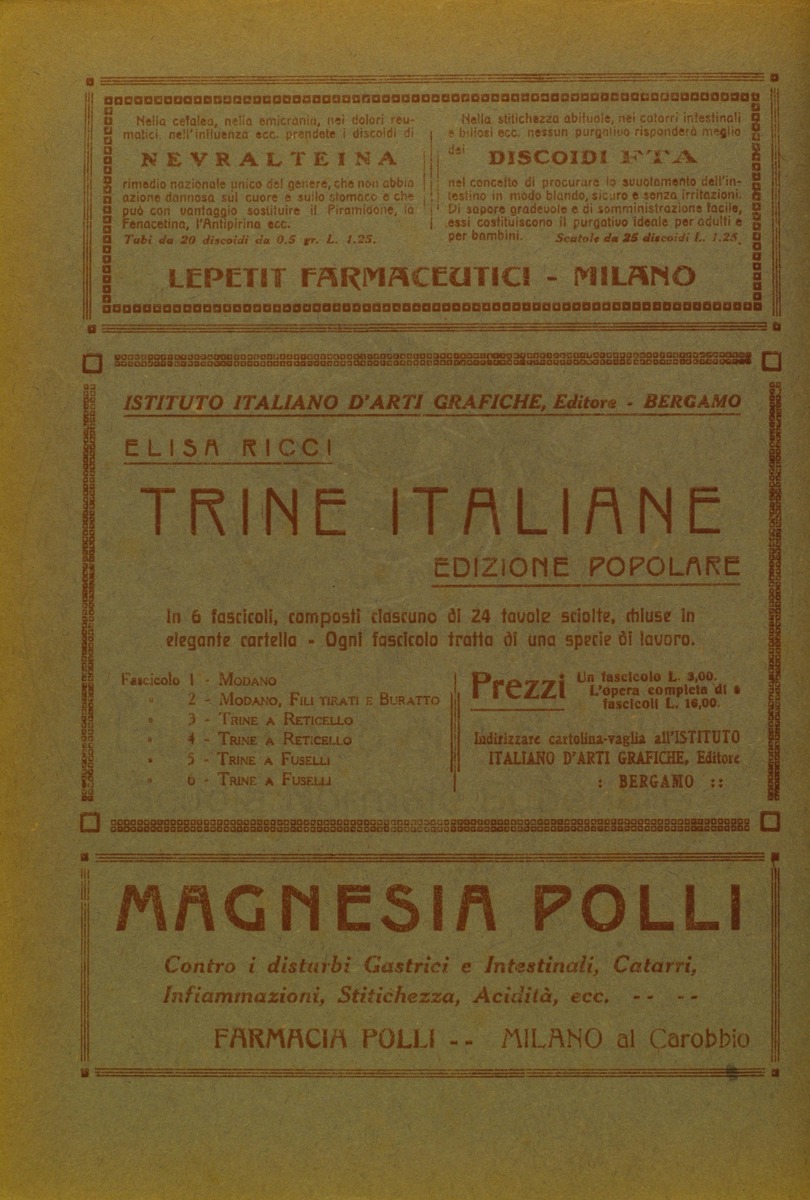 Nella cefalea, nella emicrania, nei dolori reu-
matici, nell'influenza ecc. prendete i discoidi di
NEVRALTEINA
rimedio nazionale unico del genere, che non abbia
azione dannosa sul cuore e sullo stomaco e che
può con vantaggio sostituire il Piramidone, la
Fenacetina, l'Antipirina ecc.
Tubi da 20 discoidi da 0.5 gr. L. 1.25.
Nella stitichezza abituale, nei catarri intestinali
e biliosi ecc. nessun purgativo risponderà meglio
dei DISCOIDI
nel concetto di procurare lo svuotamento dell'in-
testino in modo blando, sicuro e senza irritazioni.
Di sapore gradevole e di somministrazione facile,
essi costituiscono il purgativo ideale per adulti e
per bambini. Scatole da 25 discoidi L. 1.25.
LEPETIT FARMACEUTICI - MILANO
ISTITUTO ITALIANO D'ARTI GRAFICHE, Editore - BERGAMO
ELISA RICCI
TRINE ITALIANE
EDIZIONE POPOLARE
In 6 fascicoli, composti ciascuno di 24 tavole sciolte, chiuse in
elegante cartella - Ogni fascicolo tratta di una specie di lavoro.
Fascicolo 1 - MODANO
" 2 - MODANO, FILI TIRATI E BURATTO
" 3 - TRINE A RETICELLO
" 4 - TRINE A RETICELLO
" 5 - TRINE A FUSELLI
" 6 - TRINE A FUSELLI
Prezzi Un fascicolo L. 3,00.
L'opera completa di 6
fascicoli L. 16,00.
Indirizzare cartolina-vaglia all'ISTITUTO
ITALIANO D'ARTI GRAFICHE, Editore
: BERGAMO ::
MAGNESIA POLLI
Contro i disturbi Gastrici e Intestinali, Catarri,
Infiammazioni, Stitichezza, Acidità, ecc. -- --
FARMACIA POLLI -- MILANO al Carobbio